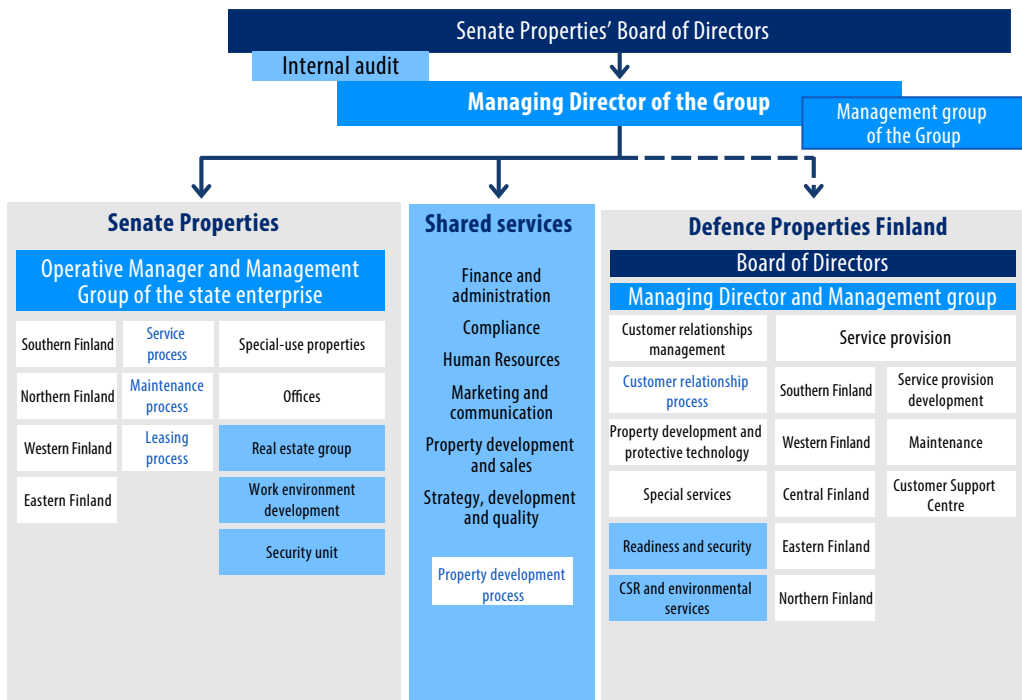 Senate Properties’ Board of Directors
Internal audit
Managing Director of the Group
Management group
of the Group
Senate Properties
Operative Manager and Management
Group of the state enterprise
Southern Finland
Northern Finland
Western Finland
Eastern Finland
Service
process
Maintenance
process
Leasing
process
Special-use properties
Offices
Real estate group
Work environment
development
Security unit
Shared services
Finance and
administration
Compliance
Human Resources
Marketing and
communication
Property development
and sales
Strategy, development
and quality
Property development
process
Defence Properties Finland
Board of Directors
Managing Director and Management group
Customer relationships
management
Customer relationship
process
Property development and
protective technology
Special services
Readiness and security
CSR and environmental
services
Service provision
Southern Finland
Western Finland
Central Finland
Eastern Finland
Northern Finland
Service provision
development
Maintenance
Customer Support
Centre